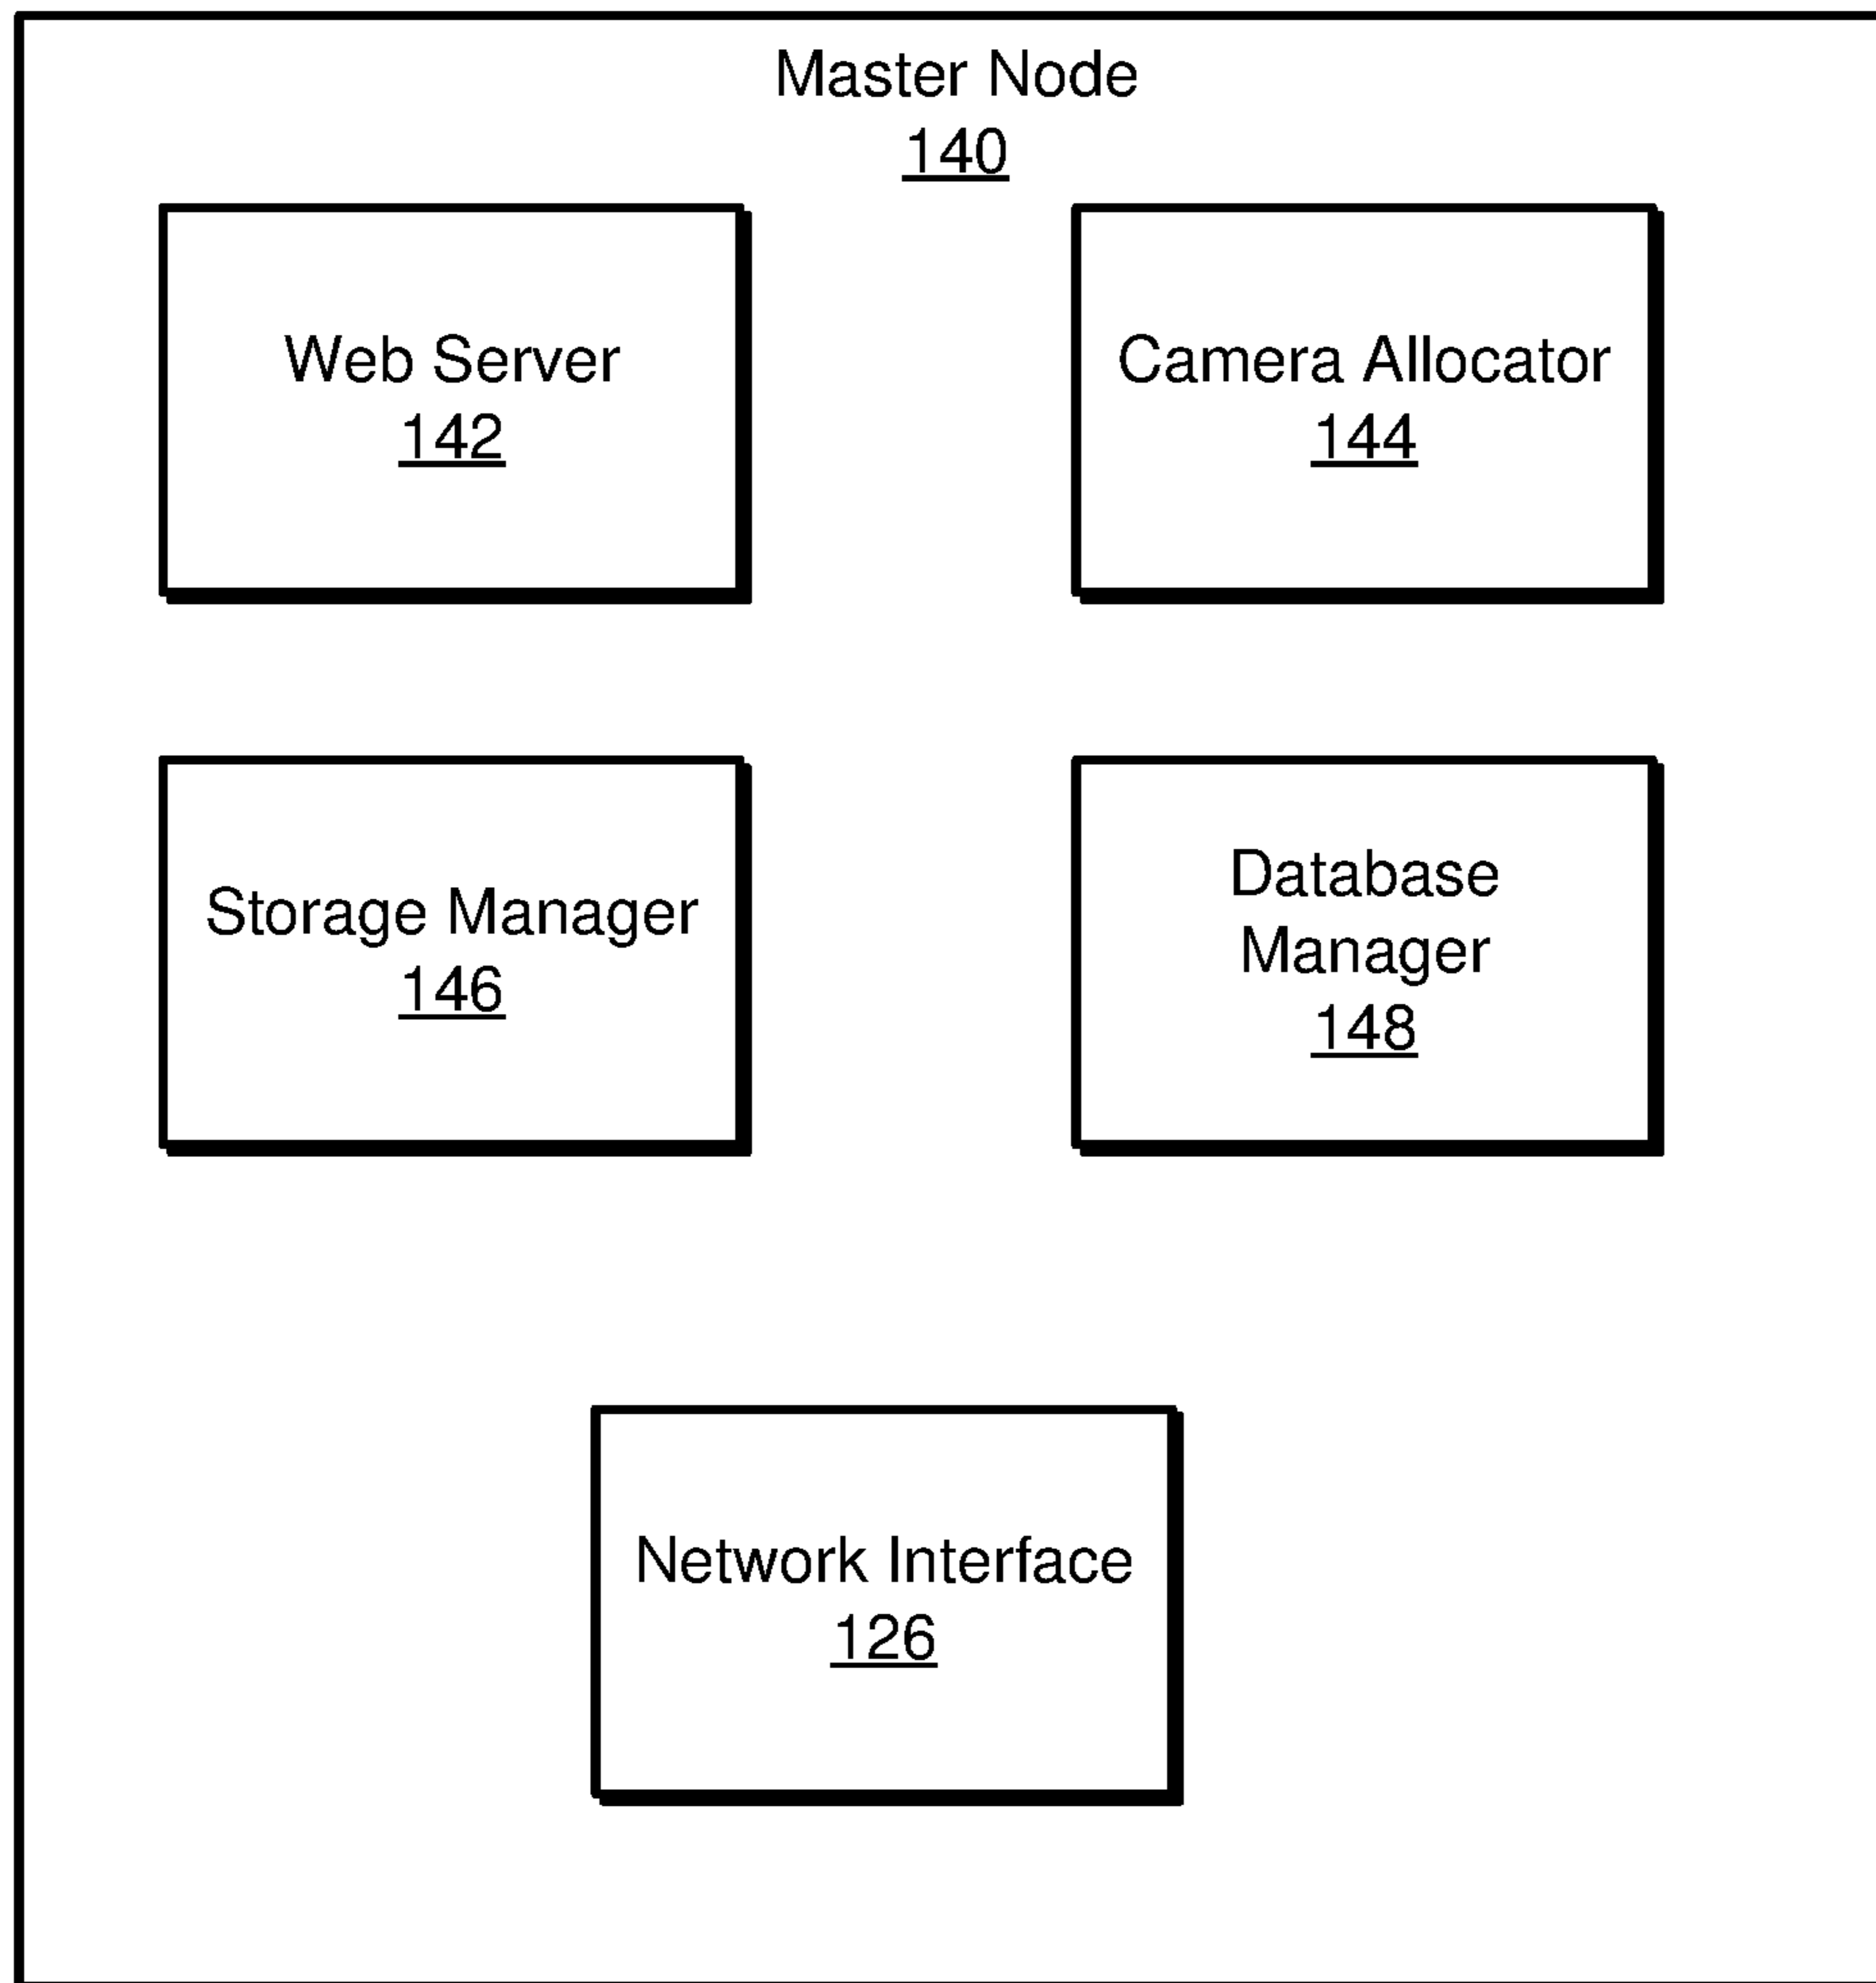 Master Node
140
Web Server
142
Camera Allocator
144
Storage Manager
146
Database
Manager
148
Network Interface
126